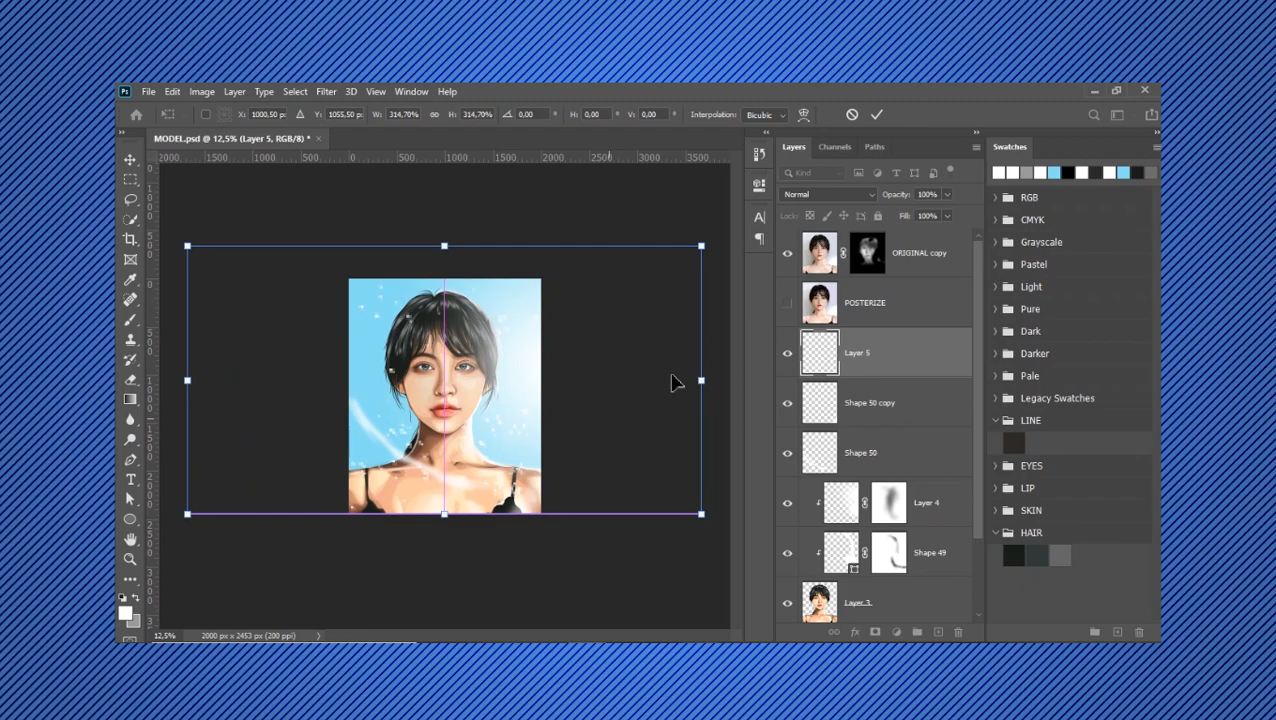 Ps File Edit Image Layer Type Select Filter 3D View Window Help
X: 1000,50 p Y: 1055,50 px W: 314,70% H: 314,70% 0,00 ° H: 0,00 ° V: 0,00 ° Interpolation: Bicubic
MODEL.psd @ 12,5% (Layer 5, RGB/8) * ×
2000 1500 1000 500 0 500 1000 1500 2000 2500 3000 3500
Layers Channels Paths
Kind
Normal Opacity: 100%
Lock: Fill: 100%
ORIGINAL copy
POSTERIZE
Layer 5
Shape 50 copy
Shape 50
Layer 4
Shape 49
Layer 3
fx
Swatches
RGB
CMYK
Grayscale
Pastel
Light
Pure
Dark
Darker
Pale
Legacy Swatches
LINE
EYES
LIP
SKIN
HAIR
12,5% 2000 px x 2453 px (200 ppi)